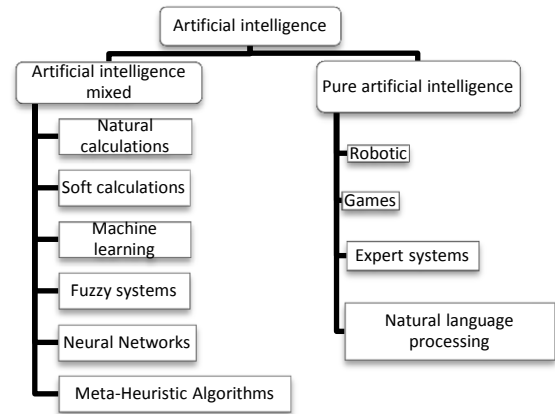 Artificial intelligence
Artificial intelligence
mixed
Natural
calculations
Soft calculations
Machine
learning
Fuzzy systems
Neural Networks
Meta-Heuristic Algorithms
Pure artificial intelligence
Robotic
Games
Expert systems
Natural language
processing